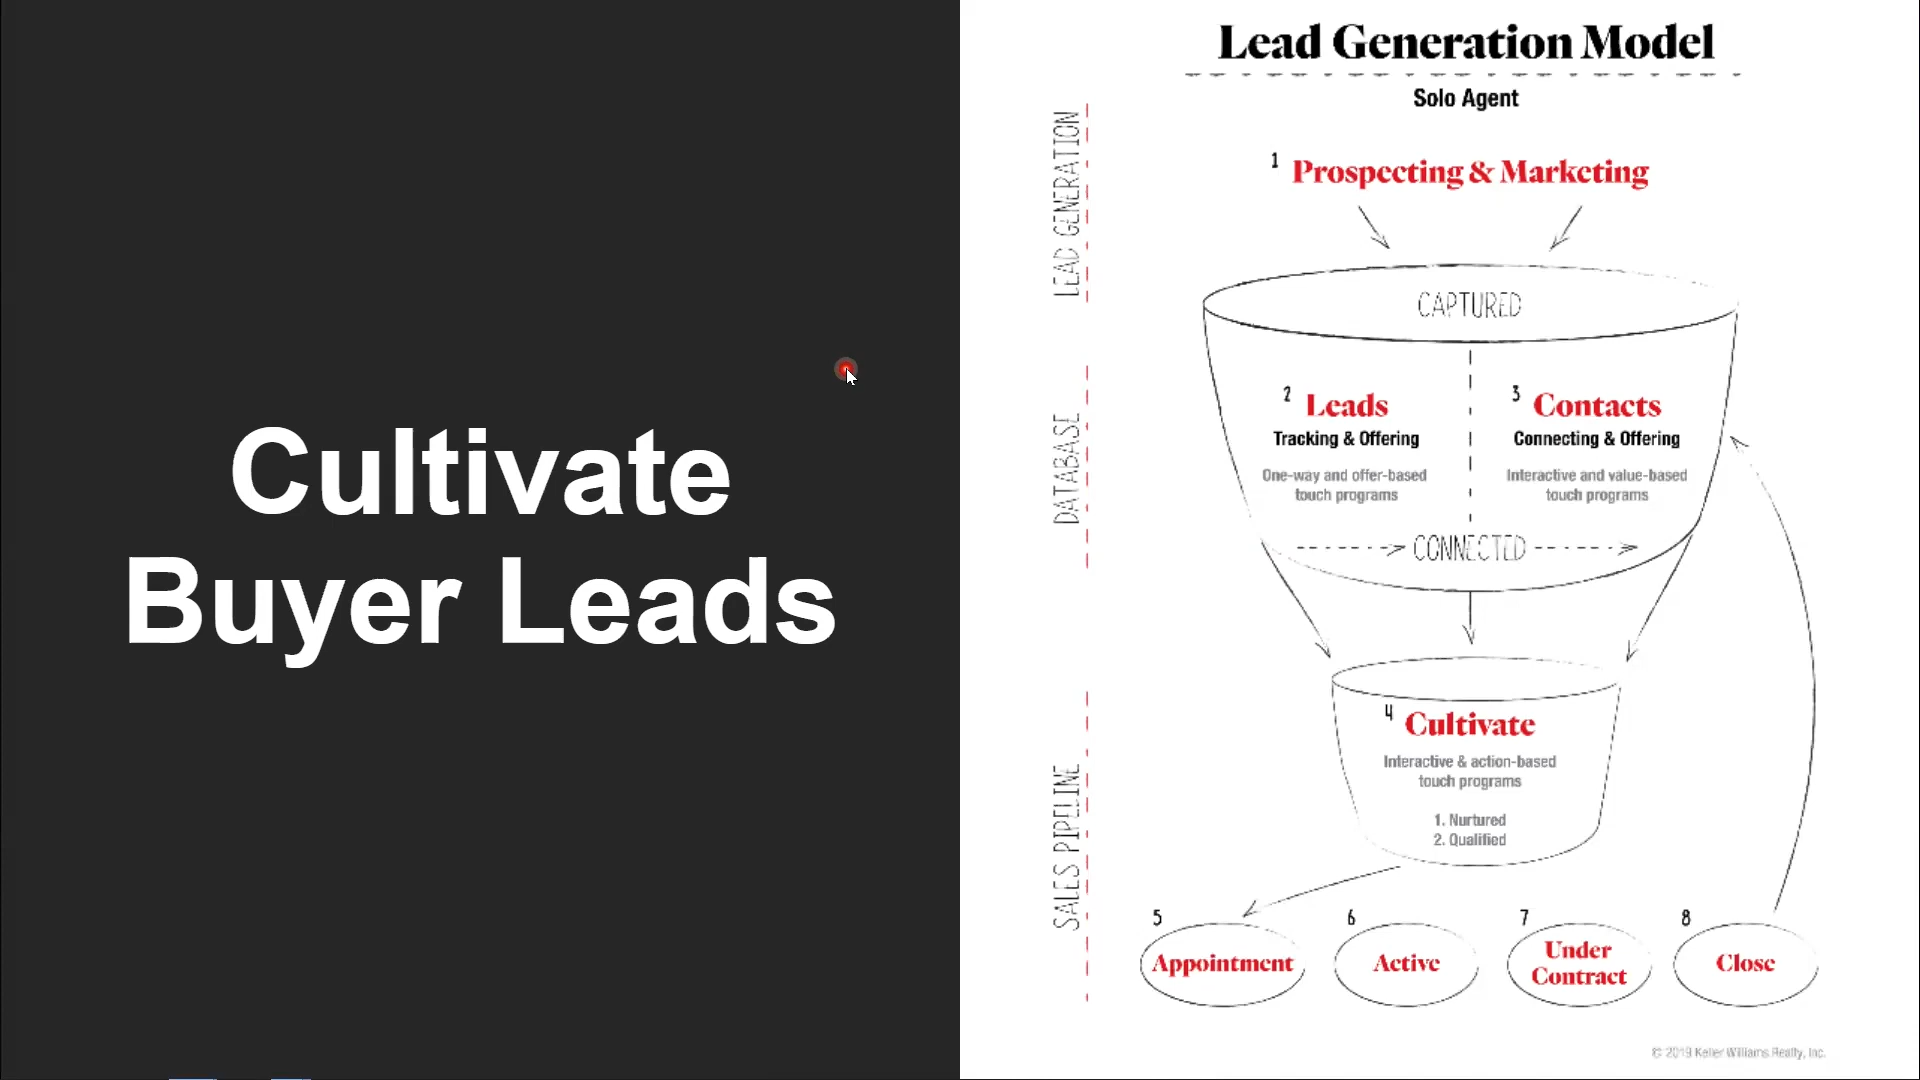 Cultivate
Buyer Leads
Lead Generation Model
Solo Agent
LEAD GENERATION
1 Prospecting & Marketing
CAPTURED
DATABASE
2 Leads
Tracking & Offering
One-way and offer-based
touch programs
3 Contacts
Connecting & Offering
Interactive and value-based
touch programs
CONNECTED
SALES PIPELINE
4 Cultivate
Interactive & action-based
touch programs
1. Nurtured
2. Qualified
5 Appointment
6 Active
7 Under
Contract
8 Close
© 2019 Keller Williams Realty, Inc.